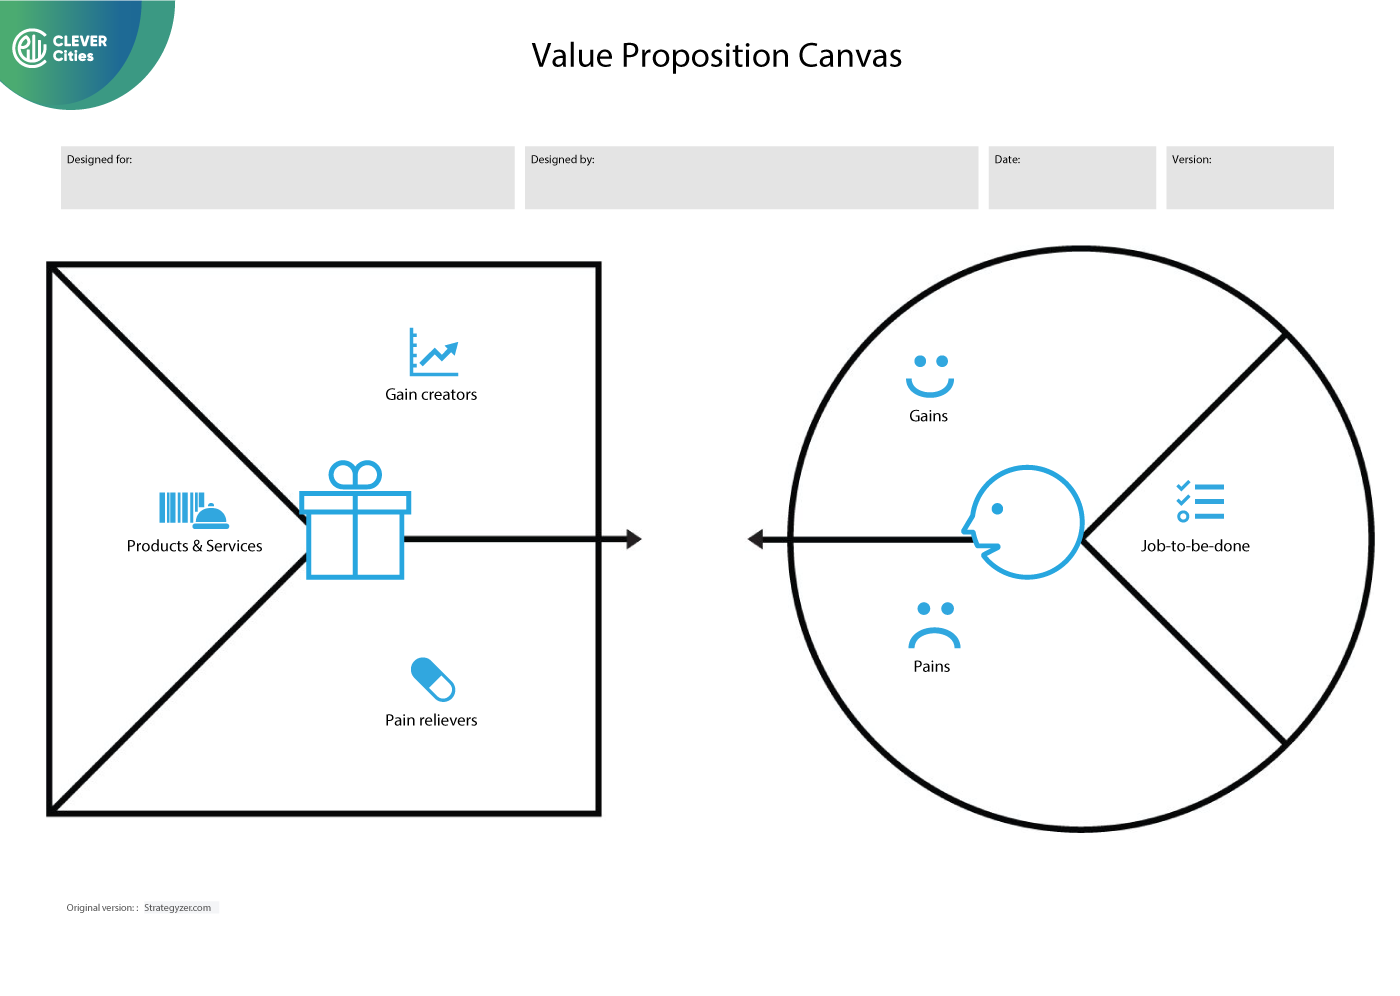 CLEVER
Cities
Value Proposition Canvas
Designed for:
Designed by:
Date:
Version:
Gain creators
Products & Services
Pain relievers
Gains
Job-to-be-done
Pains
Original version: : Strategyzer.com